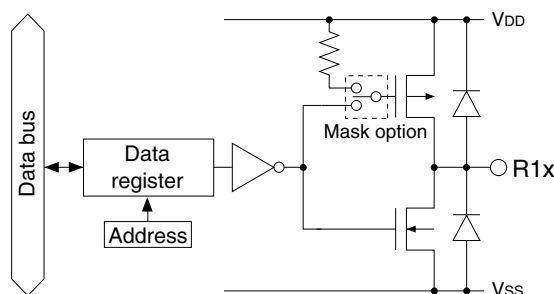 VDD
Mask option
Data bus
Data
register
R1x
Address
VSS